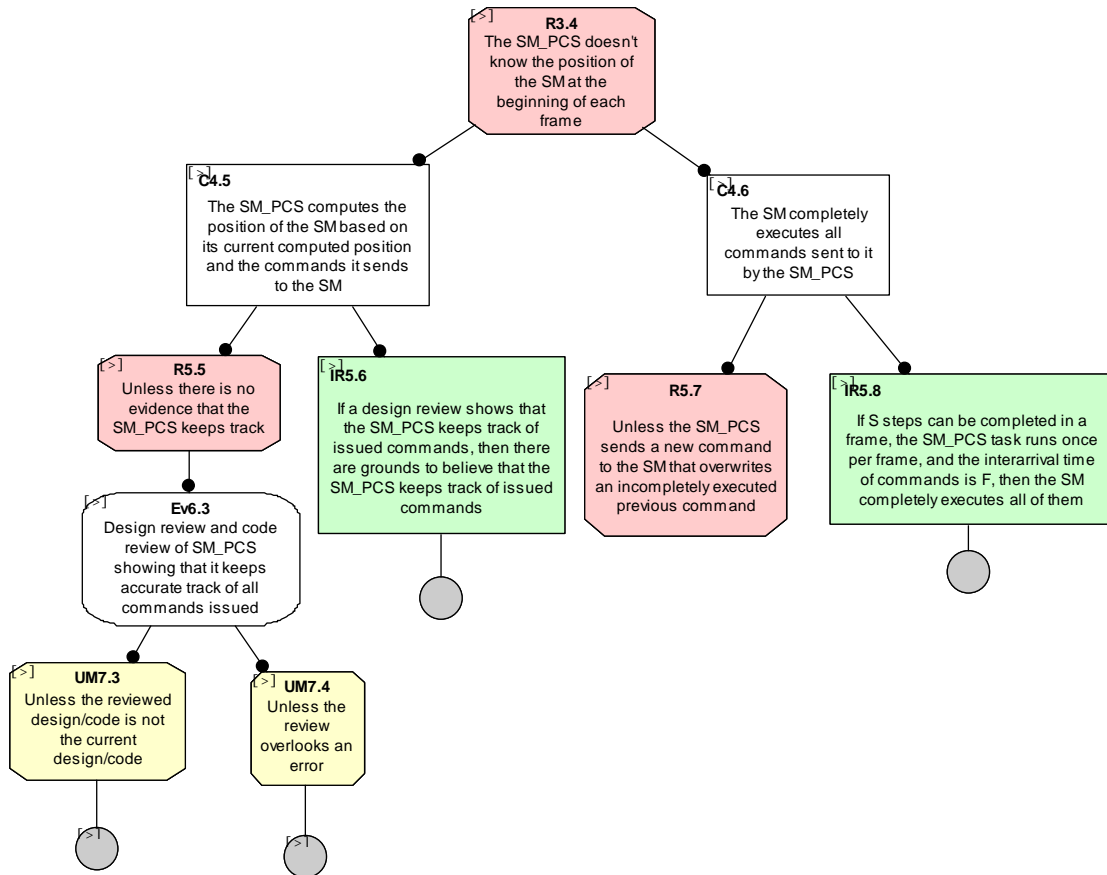 [>]
R3.4
The SM_PCS doesn't
know the position of
the SM at the
beginning of each
frame
[>]
C4.5
The SM_PCS computes the
position of the SM based on
its current computed position
and the commands it sends
to the SM
[>]
C4.6
The SM completely
executes all
commands sent to it
by the SM_PCS
[>]
R5.5
Unless there is no
evidence that the
SM_PCS keeps track
[>]
IR5.6
If a design review shows that
the SM_PCS keeps track of
issued commands, then there
are grounds to believe that the
SM_PCS keeps track of issued
commands
[>]
R5.7
Unless the SM_PCS
sends a new command
to the SM that overwrites
an incompletely executed
previous command
[>]
IR5.8
If S steps can be completed in a
frame, the SM_PCS task runs once
per frame, and the interarrival time
of commands is F, then the SM
completely executes all of them
[>]
Ev6.3
Design review and code
review of SM_PCS
showing that it keeps
accurate track of all
commands issued
[>]
UM7.3
Unless the reviewed
design/code is not
the current
design/code
[>]
UM7.4
Unless the
review
overlooks an
error
[>]
[>]